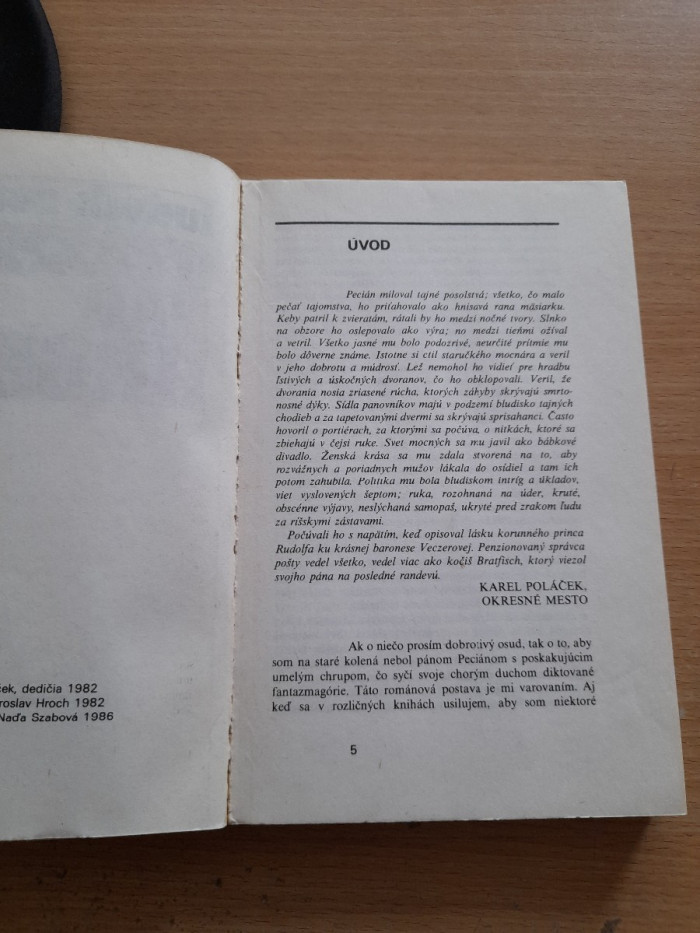 ček, dedičia 1982
roslav Hroch 1982
Naďa Szabová 1986
ÚVOD
Pecián miloval tajné posolstvá; všetko, čo malo
pečať tajomstva, ho priťahovalo ako hnisavá rana mäsiarku.
Keby patril k zvieratám, rátali by ho medzi nočné tvory. Slnko
na obzore ho oslepovalo ako výra; no medzi tieňmi ožíval
a vetril. Všetko jasné mu bolo podozrivé, neurčité prítmie mu
bolo dôverne známe. Istotne si ctil staručkého mocnára a veril
v jeho dobrotu a múdrosť. Lež nemohol ho vidieť pre hradbu
ľstivých a úskočných dvoranov, čo ho obklopovali. Veril, že
dvorania nosia zriasené rúcha, ktorých záhyby skrývajú smrto-
nosné dýky. Sídla panovníkov majú v podzemí bludisko tajných
chodieb a za tapetovanými dvermi sa skrývajú sprisahanci. Často
hovoril o portiérach, za ktorými sa počúva, o nitkách, ktoré sa
zbiehajú v čejsi ruke. Svet mocných sa mu javil ako bábkové
divadlo. Ženská krása sa mu zdala stvorená na to, aby
rozvážnych a poriadnych mužov lákala do osídiel a tam ich
potom zahubila. Politika mu bola bludiskom intríg a úkladov,
viet vyslovených šeptom; ruka, rozohnaná na úder, kruté,
obscénne výjavy, neslýchaná samopaš, ukryté pred zrakom ľudu
za ríšskymi zástavami.
Počúvali ho s napätím, keď opisoval lásku korunného princa
Rudolfa ku krásnej baronese Veczerovej. Penzionovaný správca
pošty vedel všetko, vedel viac ako kočiš Bratfisch, ktorý viezol
svojho pána na posledné randevú.
KAREL POLÁČEK,
OKRESNÉ MESTO
Ak o niečo prosím dobrotivý osud, tak o to, aby
som na staré kolená nebol pánom Peciánom s poskakujúcim
umelým chrupom, čo syčí svoje chorým duchom diktované
fantazmagórie. Táto románová postava je mi varovaním. Aj
keď sa v rozličných knihách usilujem, aby som niektoré
5